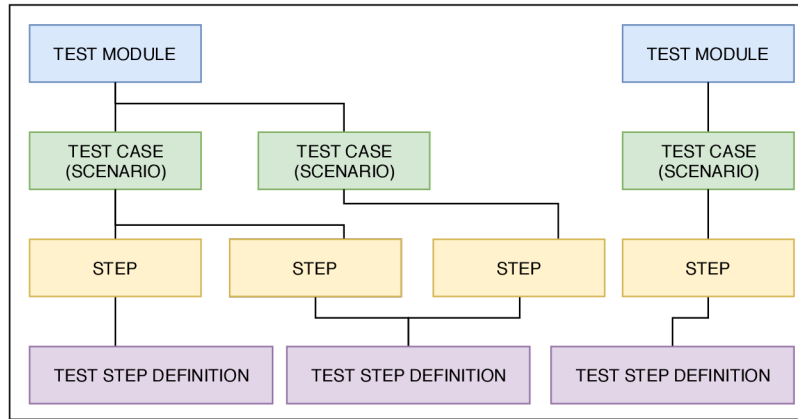 TEST MODULE
TEST MODULE
TEST CASE
(SCENARIO)
TEST CASE
(SCENARIO)
TEST CASE
(SCENARIO)
STEP
STEP
STEP
STEP
TEST STEP DEFINITION
TEST STEP DEFINITION
TEST STEP DEFINITION